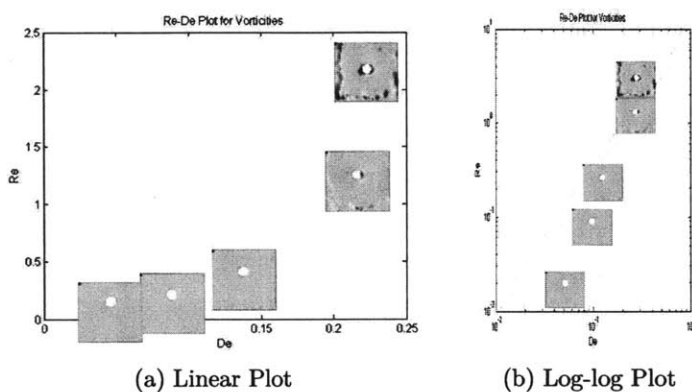 Re-De Plot for Vorticities
2.5
2
1.5
1
0.5
0
Re
0
0.05
0.1
0.15
0.2
0.25
De
(a) Linear Plot
Re-De Plot for Vorticities
Re
De
(b) Log-log Plot